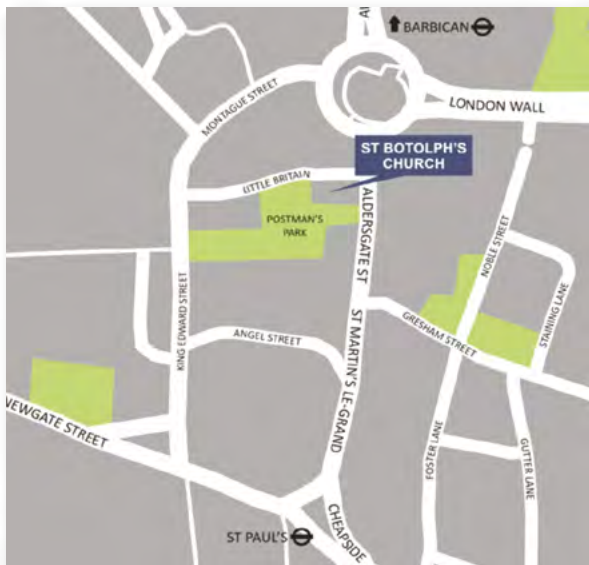 BARBICAN
LONDON WALL
MONTAGUE STREET
ST BOTOLPH'S
CHURCH
LITTLE BRITAIN
POSTMAN'S
PARK
ALDERSGATE ST
NOBLE STREET
STAINING LANE
KING EDWARD STREET
ANGEL STREET
ST MARTIN'S LE-GRAND
GRESHAM STREET
NEWGATE STREET
FOSTER LANE
GUTTER LANE
CHEAPSIDE
ST PAUL'S